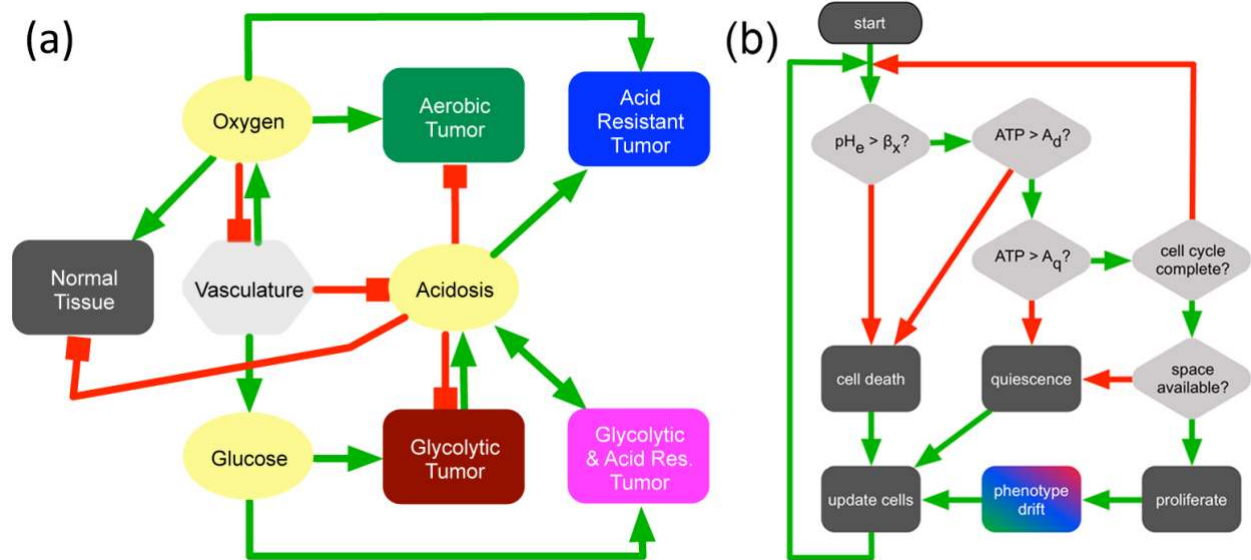 (a)
Oxygen
Aerobic
Tumor
Acid
Resistant
Tumor
Normal
Tissue
Vasculature
Acidosis
Glucose
Glycolytic
Tumor
Glycolytic
& Acid Res.
Tumor
(b)
start
pHe > βx?
ATP > Ad?
ATP > Aq?
cell cycle
complete?
cell death
quiescence
space
available?
update cells
phenotype
drift
proliferate